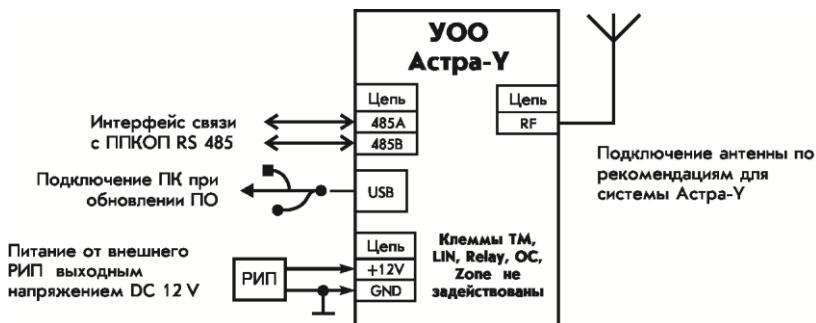 УОО
Астра-Y
Цепь
485A
485B
Цепь
RF
Интерфейс связи
с ППКОП RS 485
Подключение антенны по
рекомендациям для
системы Астра-Y
Подключение ПК при
обновлении ПО
USB
Питание от внешнего
РИП выходным
напряжением DC 12 V
РИП
Цепь
+12V
GND
Клеммы ТМ,
LIN, Relay, OC,
Zone не
задействованы